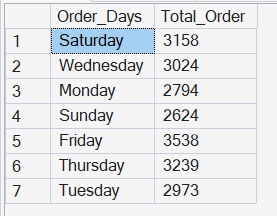 Order_Days Total_Order
1 Saturday 3158
2 Wednesday 3024
3 Monday 2794
4 Sunday 2624
5 Friday 3538
6 Thursday 3239
7 Tuesday 2973